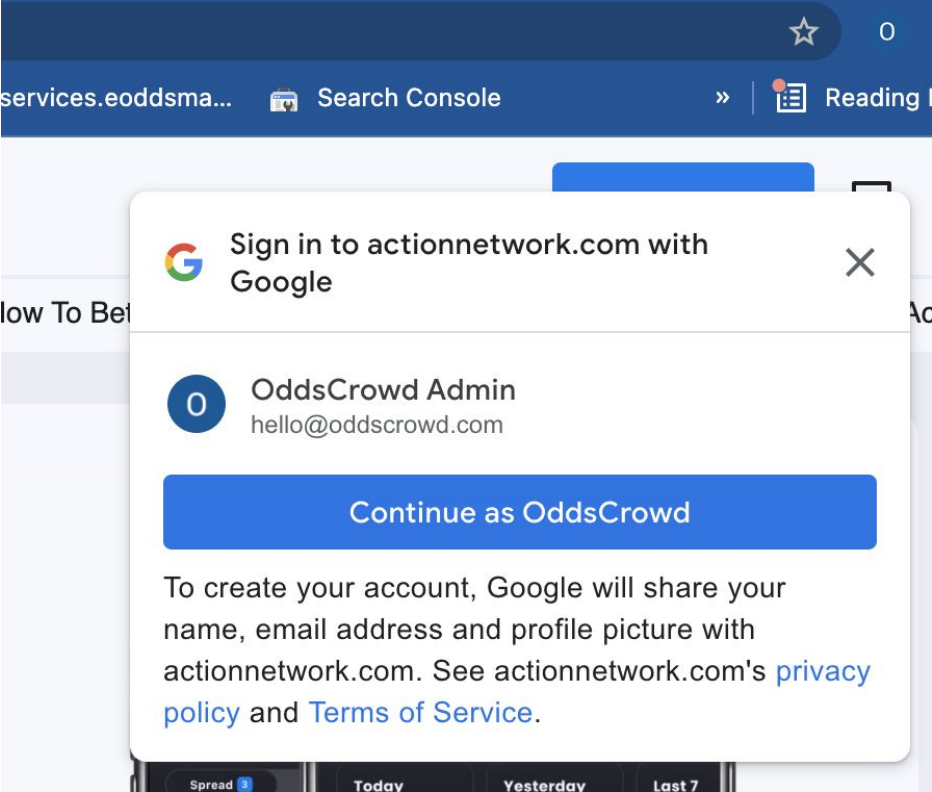 O
services.eoddsma...
Search Console
»
Reading
Sign in to actionnetwork.com with
Google
How To Bet
Ac
O
OddsCrowd Admin
hello@oddscrowd.com
Continue as OddsCrowd
To create your account, Google will share your
name, email address and profile picture with
actionnetwork.com. See actionnetwork.com's privacy
policy and Terms of Service.
Spread 3
Today
Yesterday
Last 7